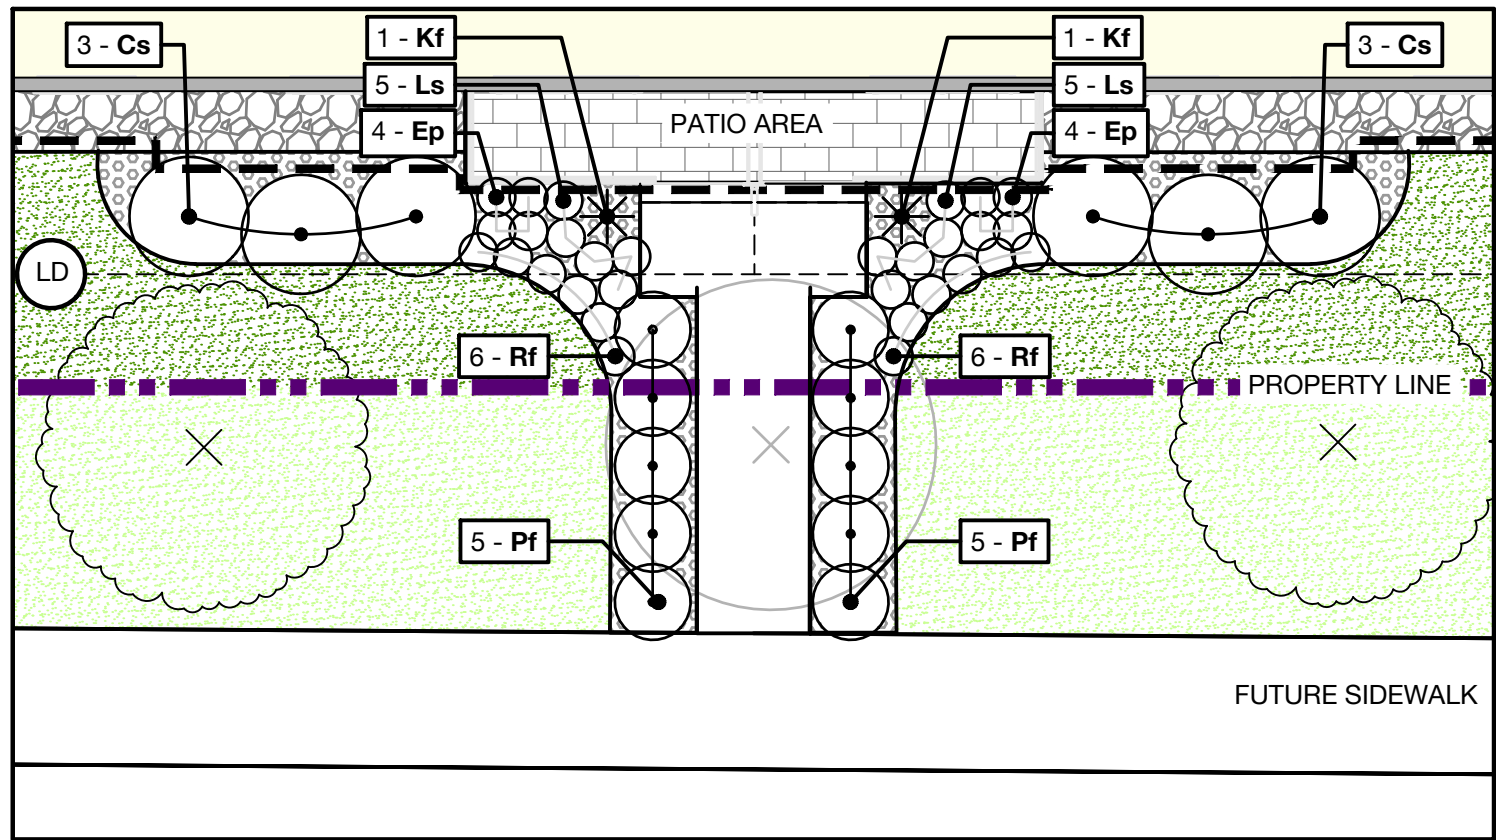 3 - Cs
1 - Kf
1 - Kf
3 - Cs
5 - Ls
5 - Ls
4 - Ep
PATIO AREA
4 - Ep
LD
6 - Rf
6 - Rf
PROPERTY LINE
5 - Pf
5 - Pf
FUTURE SIDEWALK